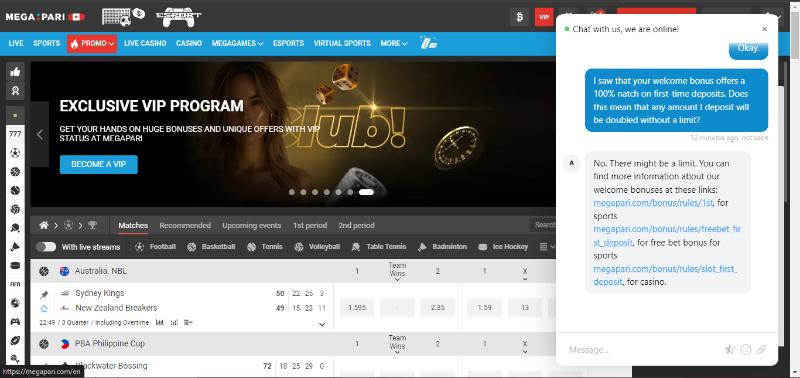 MEGA PARI
ESPORT
VIP
LIVE
SPORTS
PROMO
LIVE CASINO
CASINO
MEGAGAMES
ESPORTS
VIRTUAL SPORTS
MORE
777
FIFA
EXCLUSIVE VIP PROGRAM
GET YOUR HANDS ON HUGE BONUSES AND UNIQUE OFFERS WITH VIP
STATUS AT MEGAPARI
BECOME A VIP
club!
Matches
Recommended
Upcoming events
1st period
2nd period
Search
With live streams
Football
Basketball
Tennis
Volleyball
Table Tennis
Badminton
Ice Hockey
Australia. NBL
1
Team
Wins
2
1
X
Sydney Kings
50 22 25 3
New Zealand Breakers
49 15 23 11
1.595
-
2.35
1.59
13
22:49 / 3 Quarter / Including Overtime
PBA Philippine Cup
1
Team
Wins
2
1
X
Blackwater Bossing
72 18 25 29 0
https://megapari.com/en
Chat with us, we are online!
×
Okay.
I saw that your welcome bonus offers a
100% natch on first-time deposits. Does
this mean that any amount I deposit will
be doubled without a limit?
12 minutes ago, not seen
A
No. There might be a limit. You can
find more information about our
welcome bonuses at these links:
megapari.com/bonus/rules/1st, for
sports
megapari.com/bonus/rules/freebet_fir
st_deposit, for free bet bonus for
sports
megapari.com/bonus/rules/slot_first_
deposit, for casino.
Message...